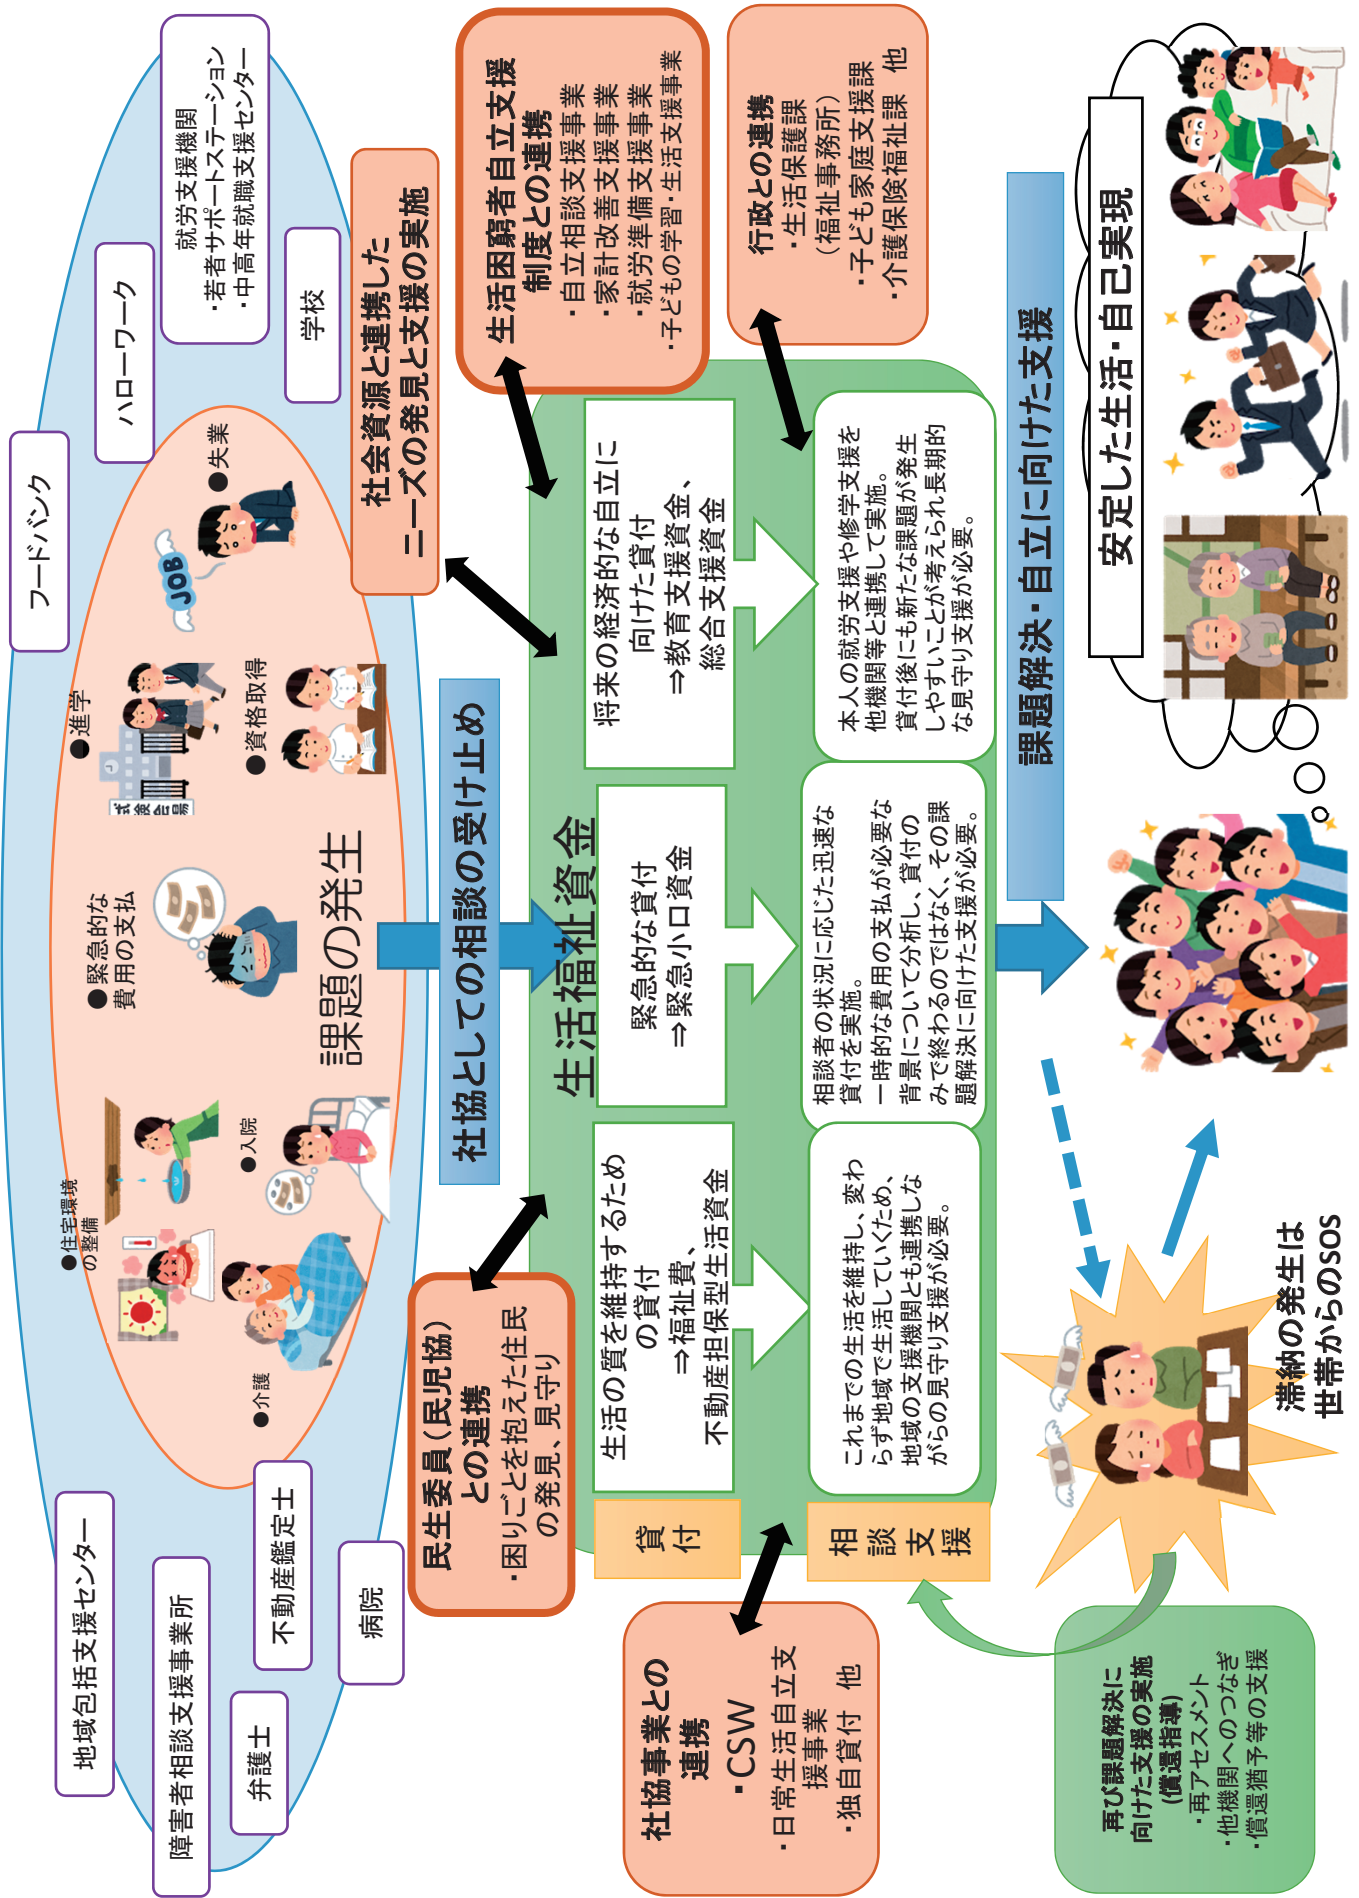 フードバンク
ハローワーク
就労支援機関
・若者サポートステーション
・中高年就職支援センター
学校
地域包括支援センター
障害者相談支援事業所
弁護士
不動産鑑定士
病院
●住宅環境
の整備
●介護
●入院
●緊急的な
費用の支払
●進学
試験会場
●資格取得
●失業
JOB
課題の発生
社会資源と連携した
ニーズの発見と支援の実施
社協としての相談の受け止め
民生委員（民児協）
との連携
・困りごとを抱えた住民
の発見、見守り
生活困窮者自立支援
制度との連携
・自立相談支援事業
・家計改善支援事業
・就労準備支援事業
・子どもの学習・生活支援事業
生活福祉資金
貸付
生活の質を維持するため
の貸付
⇒福祉費、
不動産担保型生活資金
緊急的な貸付
⇒緊急小口資金
将来の経済的な自立に
向けた貸付
⇒教育支援資金、
総合支援資金
行政との連携
・生活保護課
（福祉事務所）
・子ども家庭支援課
・介護保険福祉課　他
社協事業との
連携
・CSW
・日常生活自立支
援事業
・独自貸付　他
相談支援
これまでの生活を維持し、変わ
らず地域で生活していくため、
地域の支援機関とも連携しな
がらの見守り支援が必要。
相談者の状況に応じた迅速な
貸付を実施。
一時的な費用の支払が必要な
背景について分析し、貸付の
みで終わるのではなく、その課
題解決に向けた支援が必要。
本人の就労支援や修学支援を
他機関等と連携して実施。
貸付後にも新たな課題が発生
しやすいことが考えられ長期的
な見守り支援が必要。
課題解決・自立に向けた支援
安定した生活・自己実現
滞納の発生は
世帯からのSOS
再び課題解決に
向けた支援の実施
(償還指導)
・再アセスメント
・他機関へのつなぎ
・償還猶予等の支援